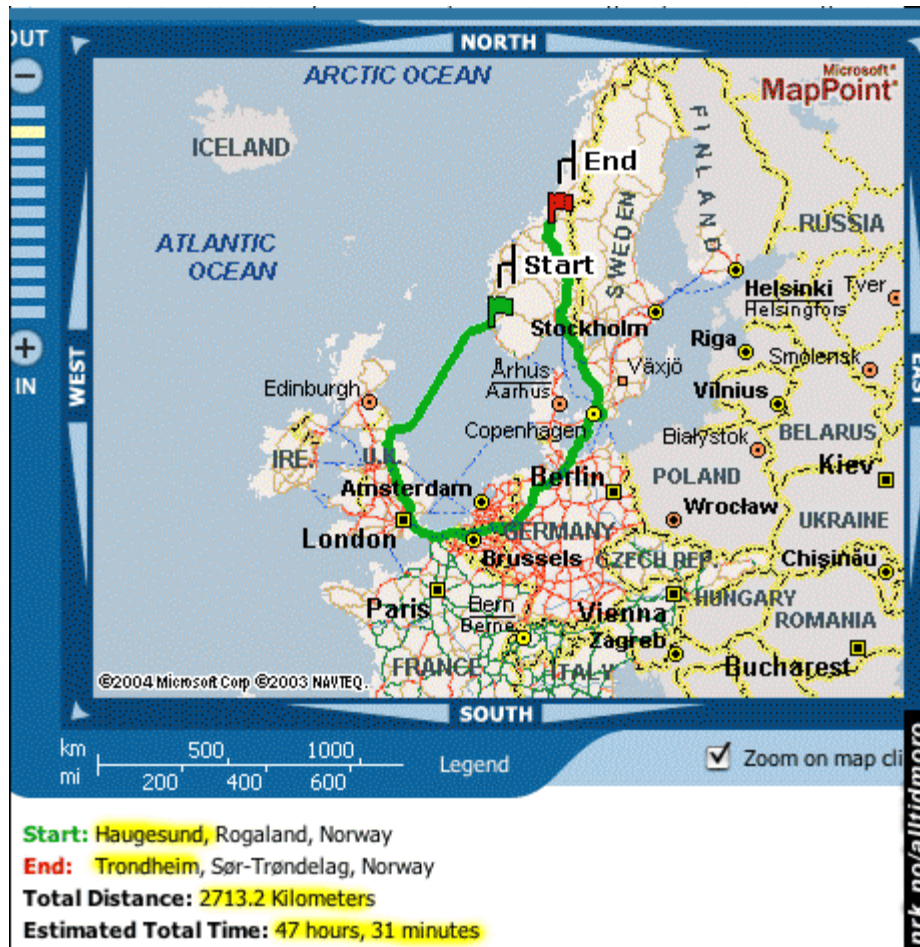 OUT
NORTH
ARCTIC OCEAN
Microsoft®
MapPoint®
ICELAND
FINLAND
End
RUSSIA
ATLANTIC
OCEAN
SWEDEN
Start
Helsinki
Helsingfors
Tver
Stockholm
Riga
IN
WEST
EAST
Århus
Aarhus
Växjö
Smolensk
Edinburgh
Vilnius
Copenhagen
Białystok
BELARUS
IRE.
U.K.
Amsterdam
Berlin
POLAND
Kiev
Wrocław
London
GERMANY
UKRAINE
Brussels
CZECH REP.
Chișinău
Paris
Bern
Berne
Vienna
HUNGARY
ROMANIA
Zagreb
FRANCE
ITALY
Bucharest
©2004 Microsoft Corp ©2003 NAVTEQ.
SOUTH
km 500 1000
mi 200 400 600
Legend
Zoom on map cli
Start: Haugesund, Rogaland, Norway
End: Trondheim, Sør-Trøndelag, Norway
Total Distance: 2713.2 Kilometers
Estimated Total Time: 47 hours, 31 minutes